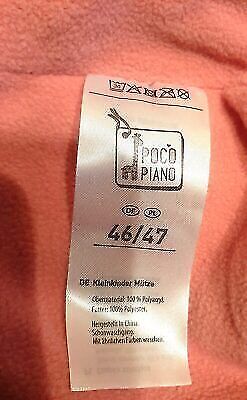 POCO
PIANO
DE PL
46/47
DE Kleinkinder Mütze
Obermaterial: 100 % Polyacryl.
Futter: 100% Polyester.
Hergestellt in China.
Schonwaschgang.
Mit ähnlichen Farben waschen.